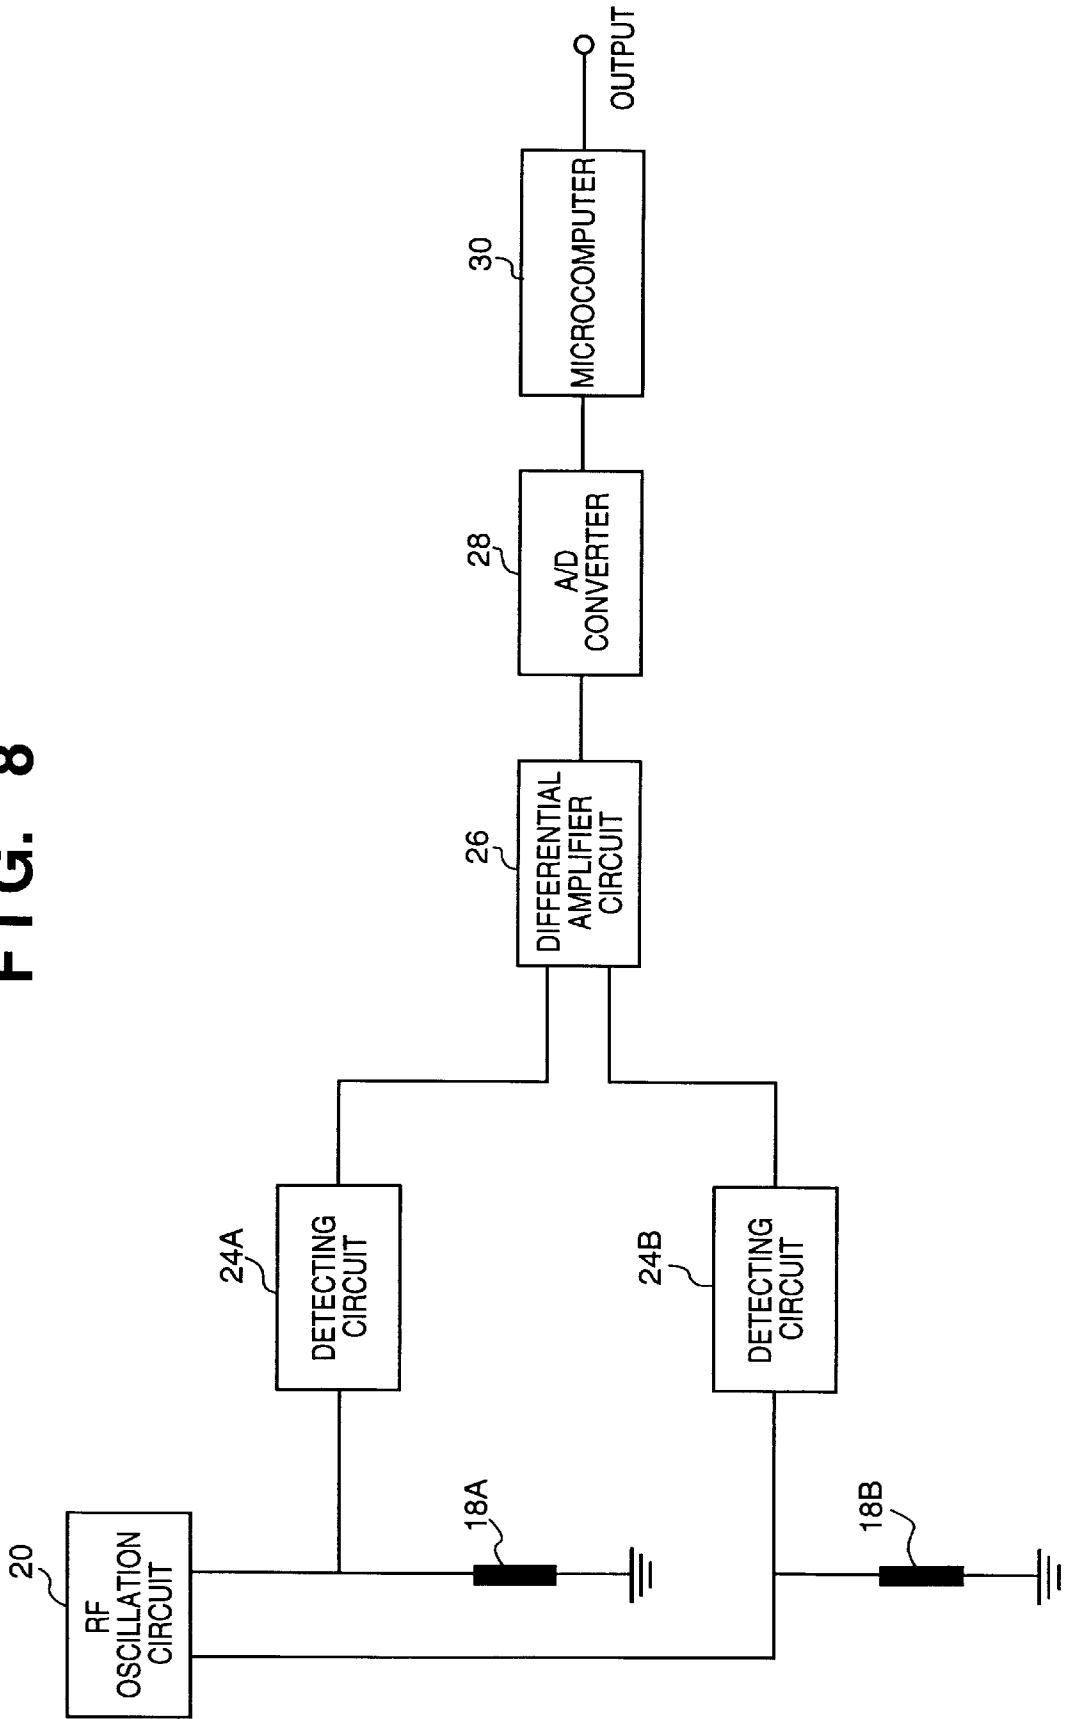 FIG. 8
20
RF
OSCILLATION
CIRCUIT
18A
18B
24A
DETECTING
CIRCUIT
24B
DETECTING
CIRCUIT
26
DIFFERENTIAL
AMPLIFIER
CIRCUIT
28
A/D
CONVERTER
30
MICROCOMPUTER
OUTPUT